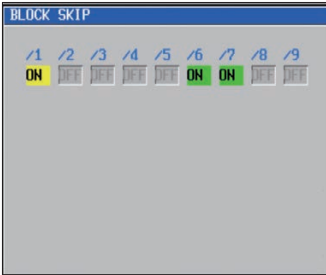 BLOCK SKIP
/1 /2 /3 /4 /5 /6 /7 /8 /9
ON OFF OFF OFF OFF ON ON OFF OFF